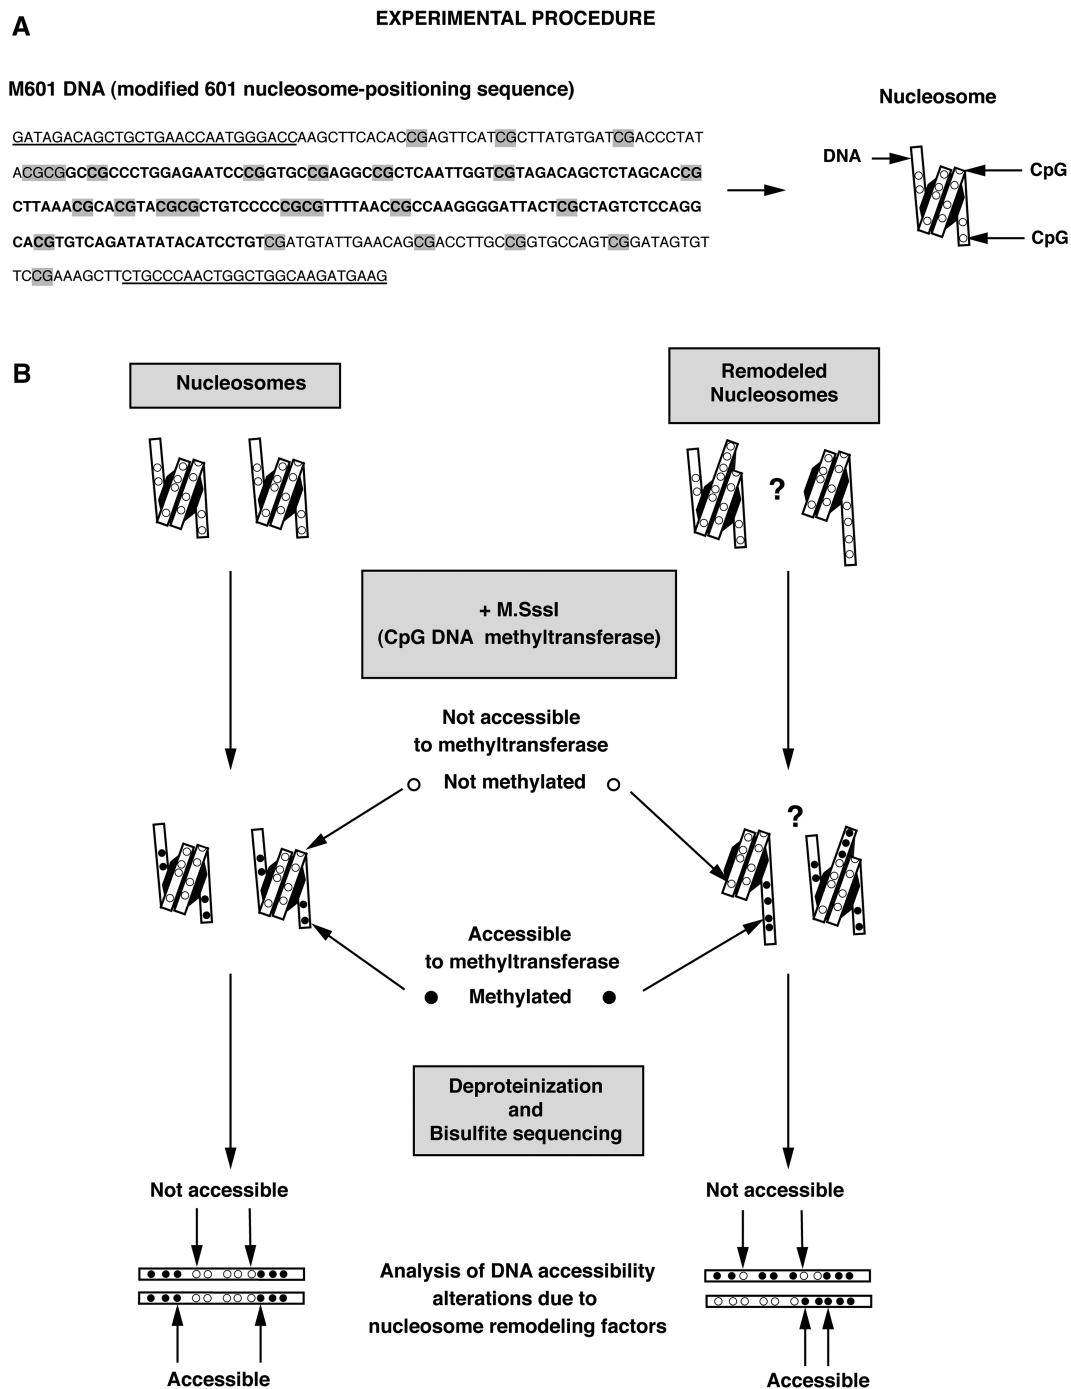 EXPERIMENTAL PROCEDURE
A
M601 DNA (modified 601 nucleosome-positioning sequence)
GATAGACAGCTGCTGAACCAATGGGACCAAGCTTCACACCGAGTTCATCGCTTATGTGATCGACCCTAT
ACGCGGCCGCCCTGGAGAATCCCGGTGCCGAGGCCGCTCAATTGGTCGTAGACAGCTCTAGCACCG
CTTAAACGCACGTACGCGCTGTCCCCCGCGTTTTAACCGCCAAGGGGATTACTCGCTAGTCTCCAGG
CACGTGTCAGATATATACATCCTGTCGATGTATTGAACAGCGACCTTGCCGGTGCCAGTCGGATAGTGT
TCCGAAAGCTTCTGCCCAACTGGCTGGCAAGATGAAG
Nucleosome
DNA
CpG
CpG
B
Nucleosomes
Remodeled
Nucleosomes
?
+ M.SssI
(CpG DNA methyltransferase)
Not accessible
to methyltransferase
Not methylated
?
Accessible
to methyltransferase
Methylated
Deproteinization
and
Bisulfite sequencing
Not accessible
Not accessible
Analysis of DNA accessibility
alterations due to
nucleosome remodeling factors
Accessible
Accessible